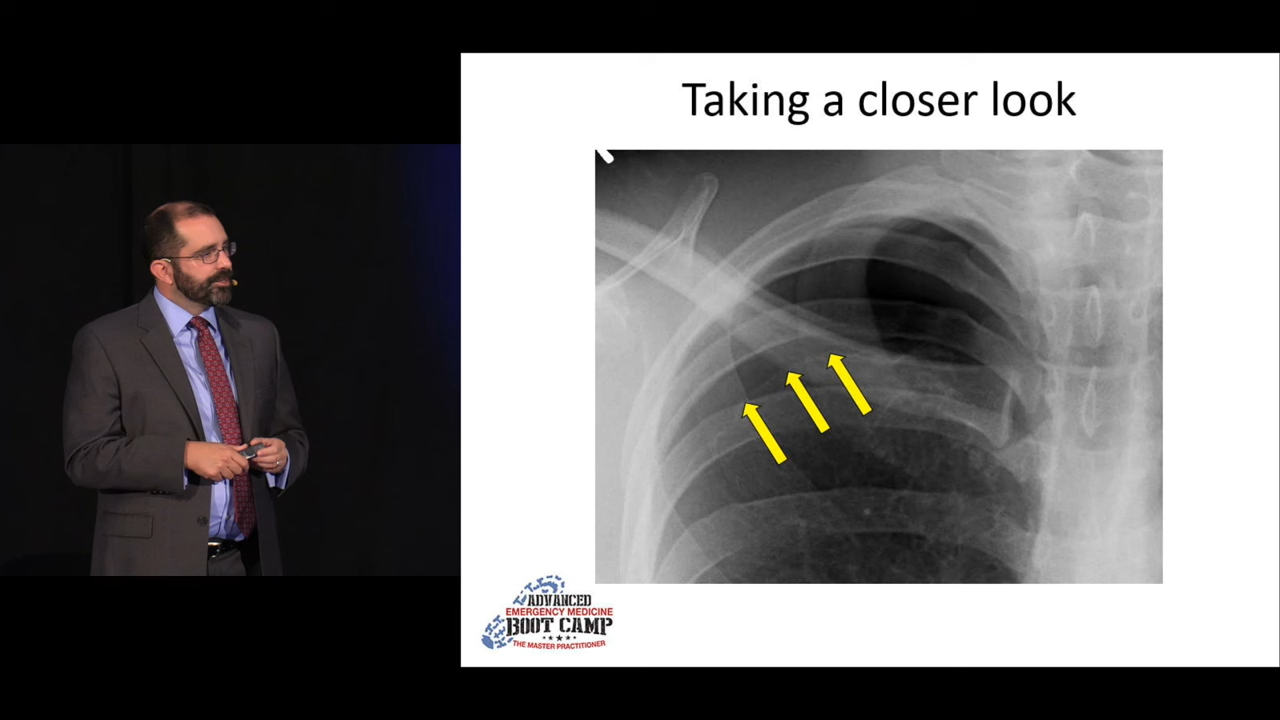 Taking a closer look
ADVANCED
EMERGENCY MEDICINE
BOOT CAMP
THE MASTER PRACTITIONER